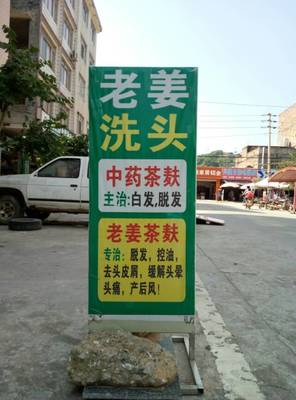 老姜
洗头
中药茶麸
主治:白发,脱发
老姜茶麸
专治：脱发，控油，
去头皮屑，缓解头晕
头痛，产后风！